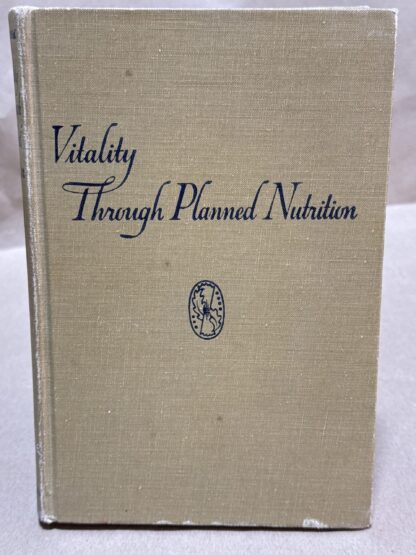 Vitality
Through Planned Nutrition